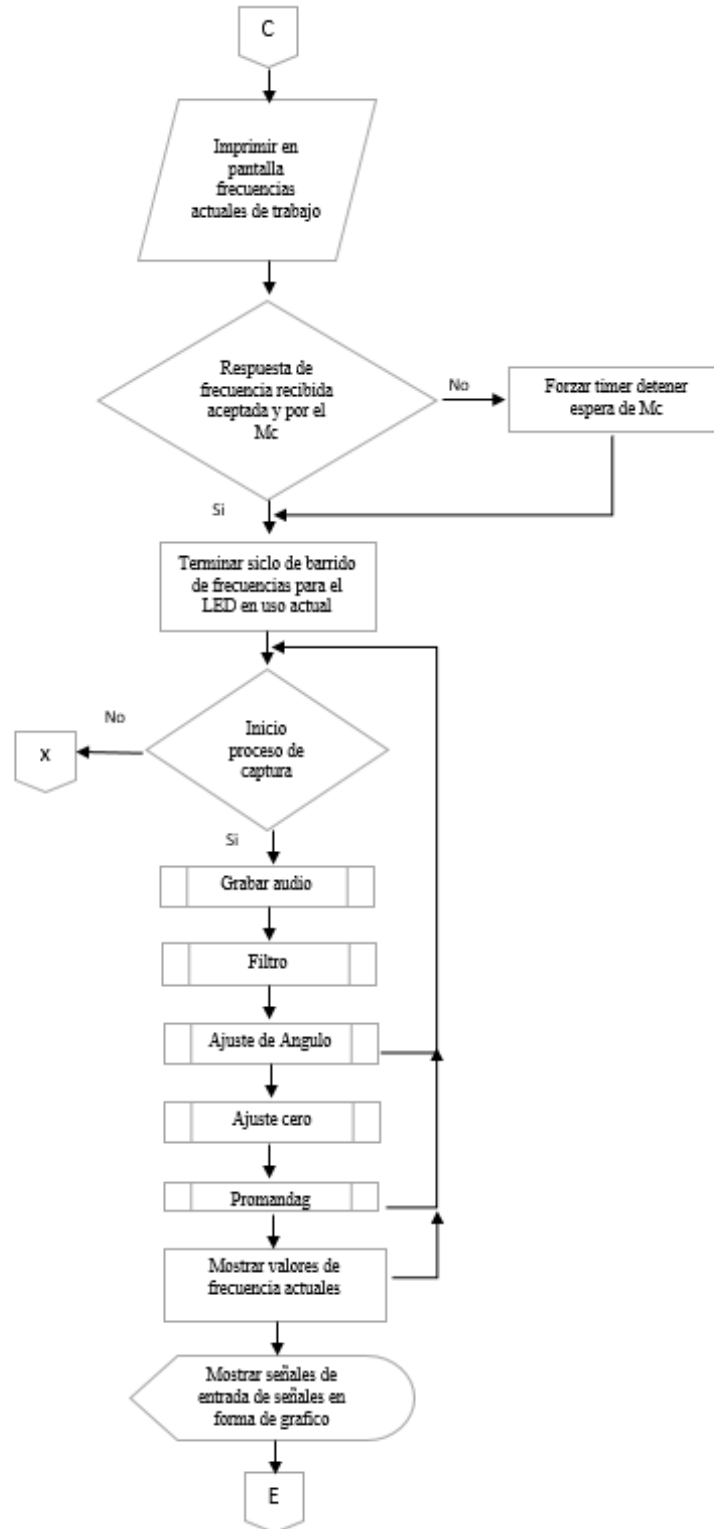 C
Imprimir en
pantalla
frecuencias
actuales de trabajo
Respuesta de
frecuencia recibida
aceptada y por el
Mc
No
Forzar timer detener
espera de Mc
Si
Terminar siclo de barrido
de frecuencias para el
LED en uso actual
No
x
Inicio
proceso de
captura
Si
Grabar audio
Filtro
Ajuste de Angulo
Ajuste cero
Promandag
Mostrar valores de
frecuencia actuales
Mostrar señales de
entrada de señales en
forma de grafico
E